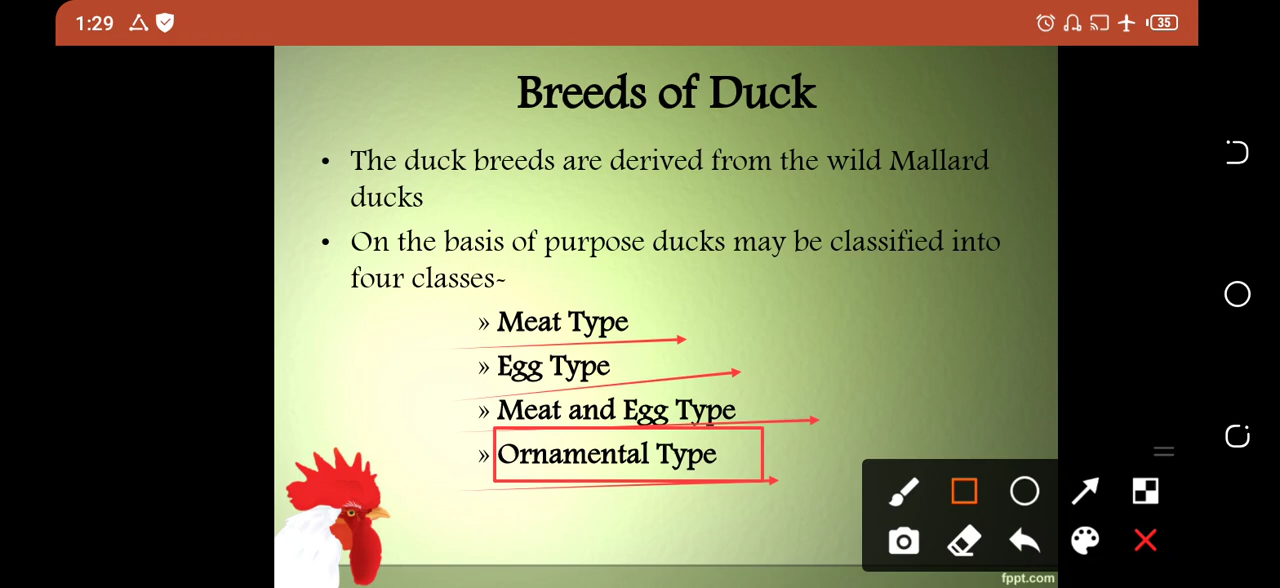 1:29
35
Breeds of Duck
• The duck breeds are derived from the wild Mallard
ducks
• On the basis of purpose ducks may be classified into
four classes-
» Meat Type
» Egg Type
» Meat and Egg Type
» Ornamental Type
fppt.com